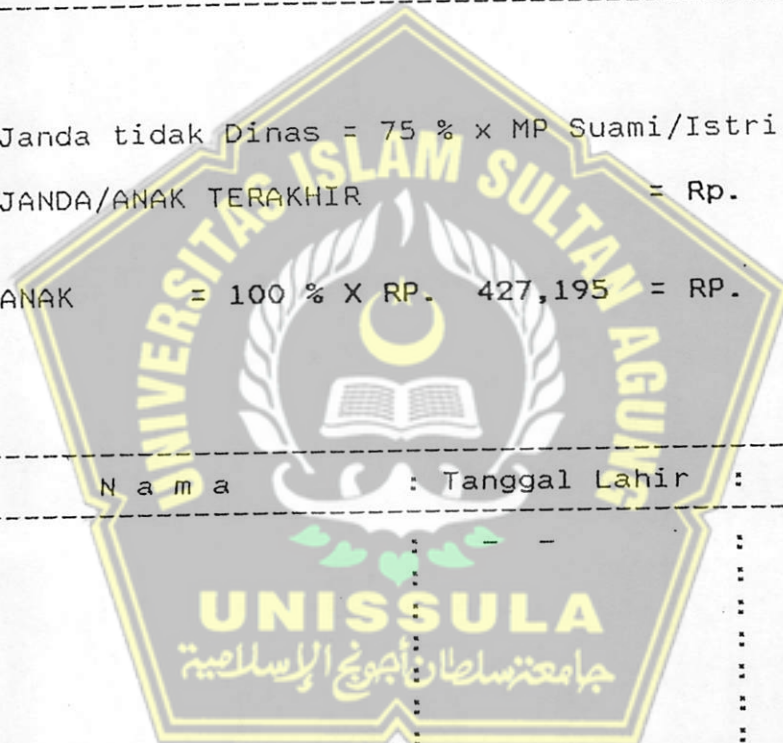 Janda tidak Dinas = 75 % x MP Suami/Istri
JANDA/ANAK TERAKHIR = Rp.
ANAK = 100 % X RP. 427,195 = RP.
N a m a : Tanggal Lahir :
: - - :
UNIVERSITAS ISLAM SULTAN AGUNG
UNISSULA
جامعة سلطان أجونج الإسلامية